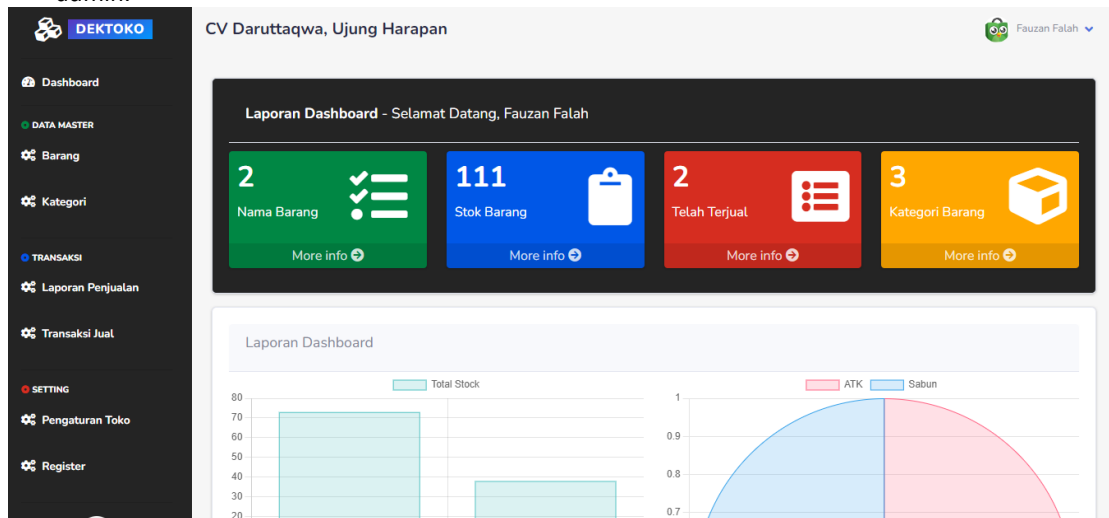 DEKTOKO
CV Daruttaqwa, Ujung Harapan
Fauzan Falah
Dashboard
DATA MASTER
Barang
Kategori
TRANSAKSI
Laporan Penjualan
Transaksi Jual
SETTING
Pengaturan Toko
Register
Laporan Dashboard - Selamat Datang, Fauzan Falah
2
Nama Barang
More info
111
Stok Barang
More info
2
Telah Terjual
More info
3
Kategori Barang
More info
Laporan Dashboard
Total Stock
80
70
60
50
40
30
20
ATK Sabun
1
0.9
0.8
0.7